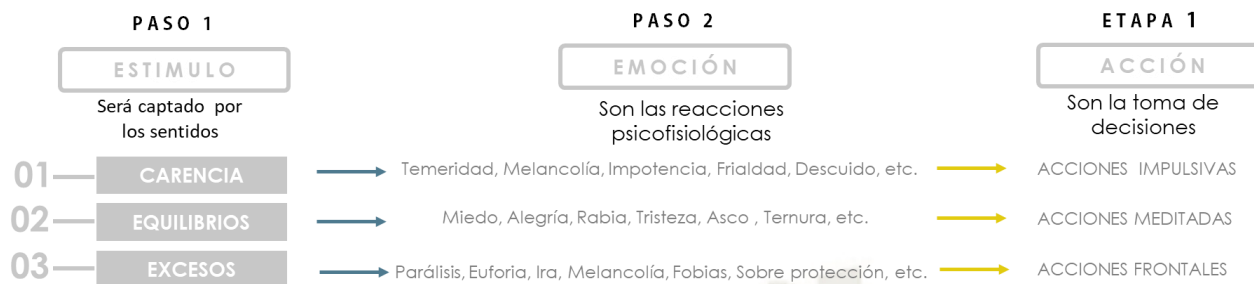 PASO 1
PASO 2
ETAPA 1
ESTIMULO
EMOCIÓN
ACCIÓN
Será captado por
los sentidos
Son las reacciones
psicofisiológicas
Son la toma de
decisiones
01 CARENCIA Temeridad, Melancolía, Impotencia, Frialdad, Descuido, etc. ACCIONES IMPULSIVAS
02 EQUILIBRIOS Miedo, Alegría, Rabia, Tristeza, Asco , Ternura, etc. ACCIONES MEDITADAS
03 EXCESOS Parálisis, Euforia, Ira, Melancolía, Fobias, Sobre protección, etc. ACCIONES FRONTALES